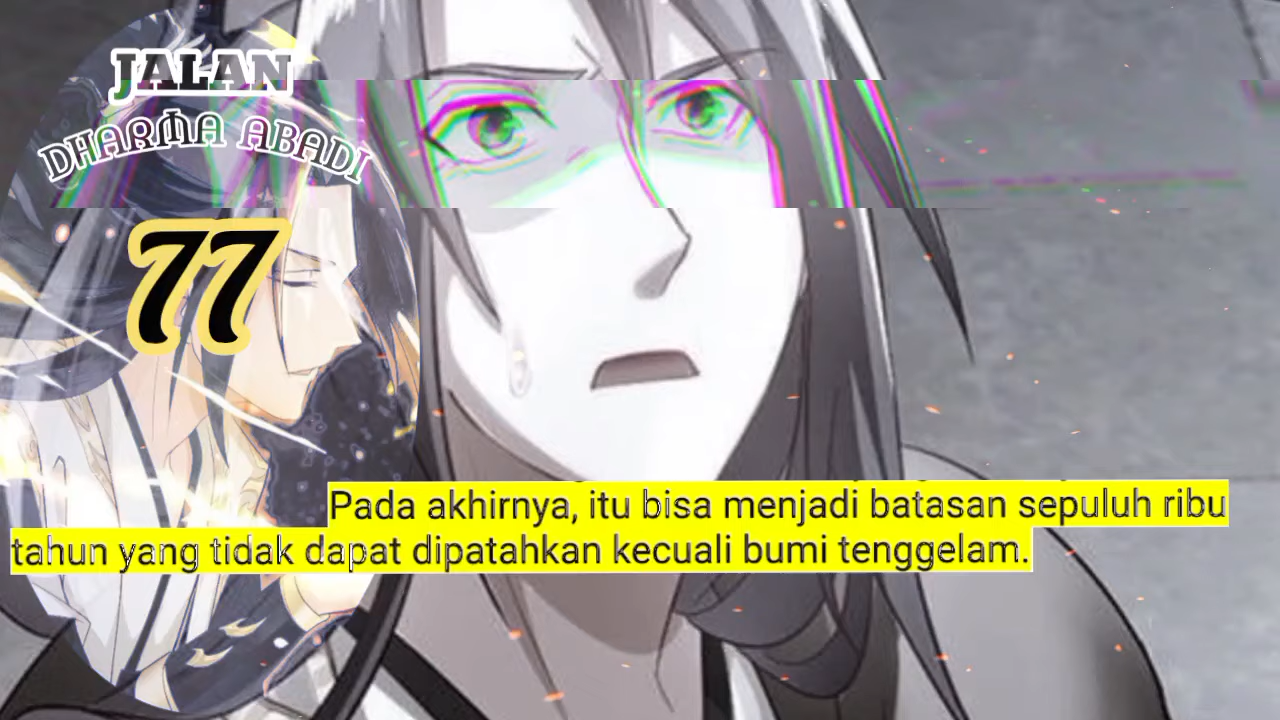 JALAN
DHARMA ABADI
77
Pada akhirnya, itu bisa menjadi batasan sepuluh ribu
tahun yang tidak dapat dipatahkan kecuali bumi tenggelam.